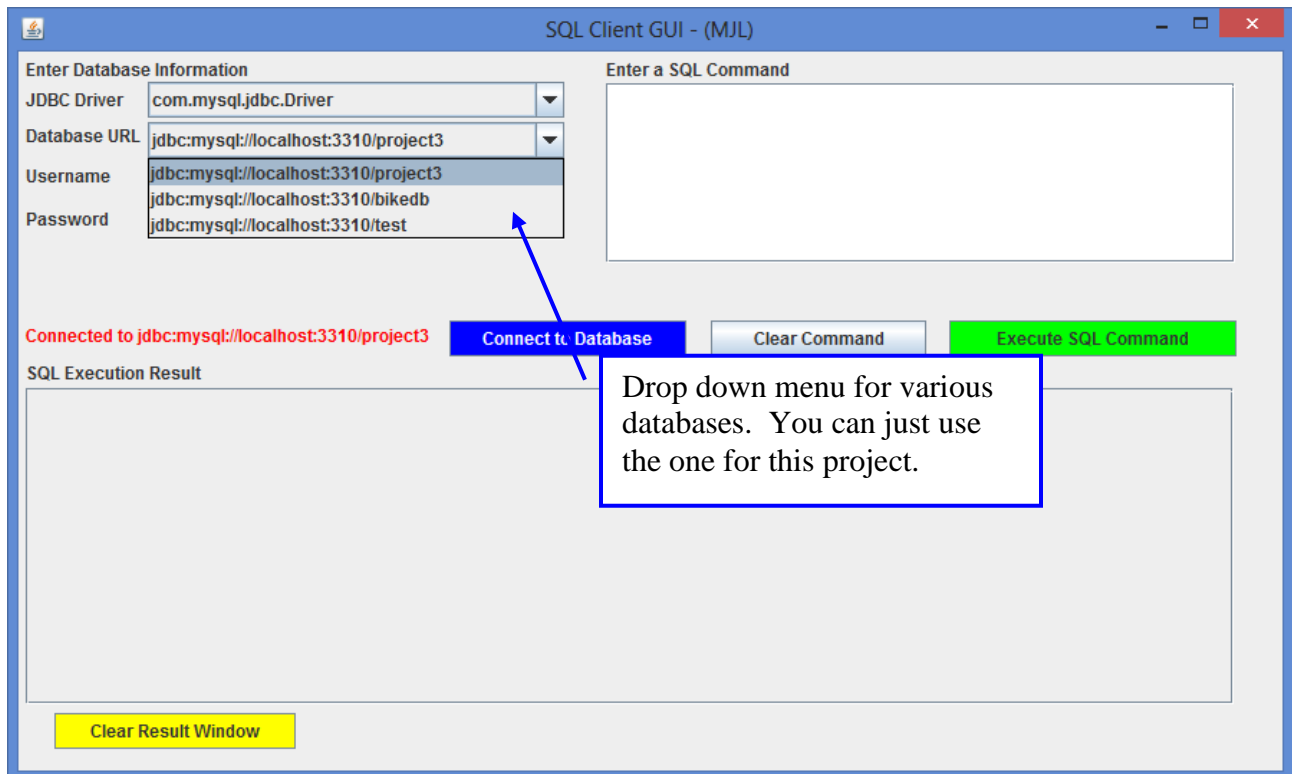 SQL Client GUI - (MJL)
Enter Database Information
JDBC Driver
com.mysql.jdbc.Driver
Database URL
jdbc:mysql://localhost:3310/project3
jdbc:mysql://localhost:3310/project3
jdbc:mysql://localhost:3310/bikedb
jdbc:mysql://localhost:3310/test
Username
Password
Enter a SQL Command
Connected to jdbc:mysql://localhost:3310/project3
Connect to Database
Clear Command
Execute SQL Command
SQL Execution Result
Drop down menu for various
databases. You can just use
the one for this project.
Clear Result Window